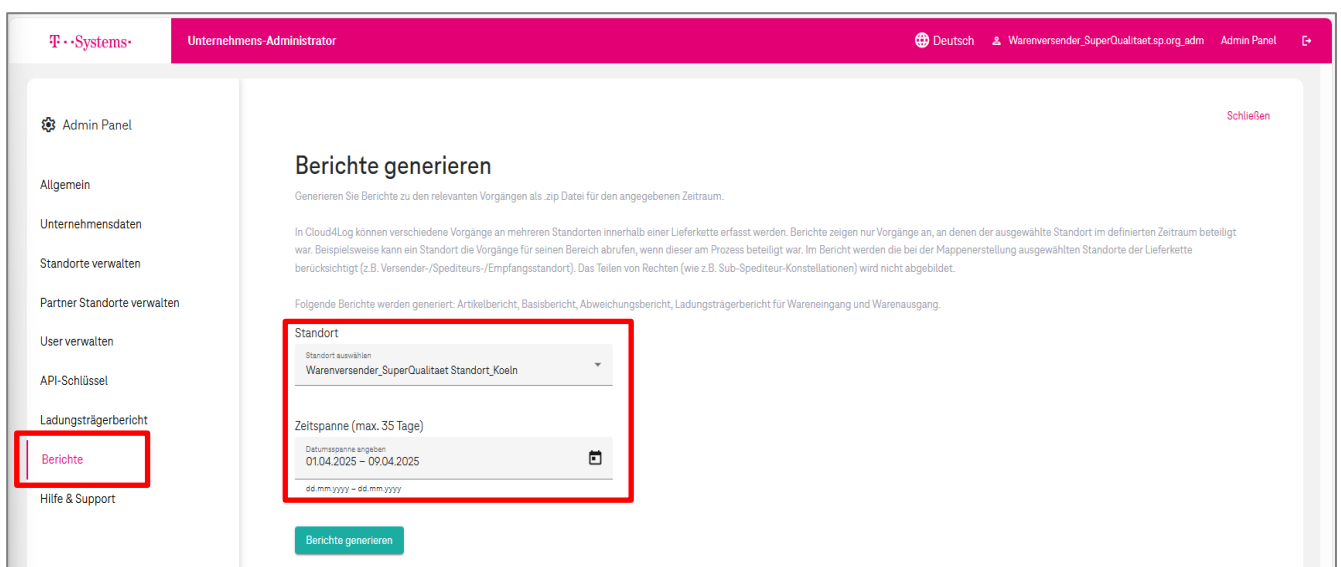 T··Systems·
Unternehmens-Administrator
Deutsch
Warenversender_SuperQualitaet.sp.org_adm
Admin Panel
Admin Panel
Allgemein
Unternehmensdaten
Standorte verwalten
Partner Standorte verwalten
User verwalten
API-Schlüssel
Ladungsträgerbericht
Berichte
Hilfe & Support
Schließen
Berichte generieren
Generieren Sie Berichte zu den relevanten Vorgängen als .zip Datei für den angegebenen Zeitraum.
In Cloud4Log können verschiedene Vorgänge an mehreren Standorten innerhalb einer Lieferkette erfasst werden. Berichte zeigen nur Vorgänge an, an denen der ausgewählte Standort im definierten Zeitraum beteiligt
war. Beispielsweise kann ein Standort die Vorgänge für seinen Bereich abrufen, wenn dieser am Prozess beteiligt war. Im Bericht werden die bei der Mappenerstellung ausgewählten Standorte der Lieferkette
berücksichtigt (z.B. Versender-/Spediteurs-/Empfangsstandort). Das Teilen von Rechten (wie z.B. Sub-Spediteur-Konstellationen) wird nicht abgebildet.
Folgende Berichte werden generiert: Artikelbericht, Basisbericht, Abweichungsbericht, Ladungsträgerbericht für Wareneingang und Warenausgang.
Standort
Standort auswählen
Warenversender_SuperQualitaet Standort_Koeln
Zeitspanne (max. 35 Tage)
Datumsspanne angeben
01.04.2025 – 09.04.2025
dd.mm.yyyy – dd.mm.yyyy
Berichte generieren